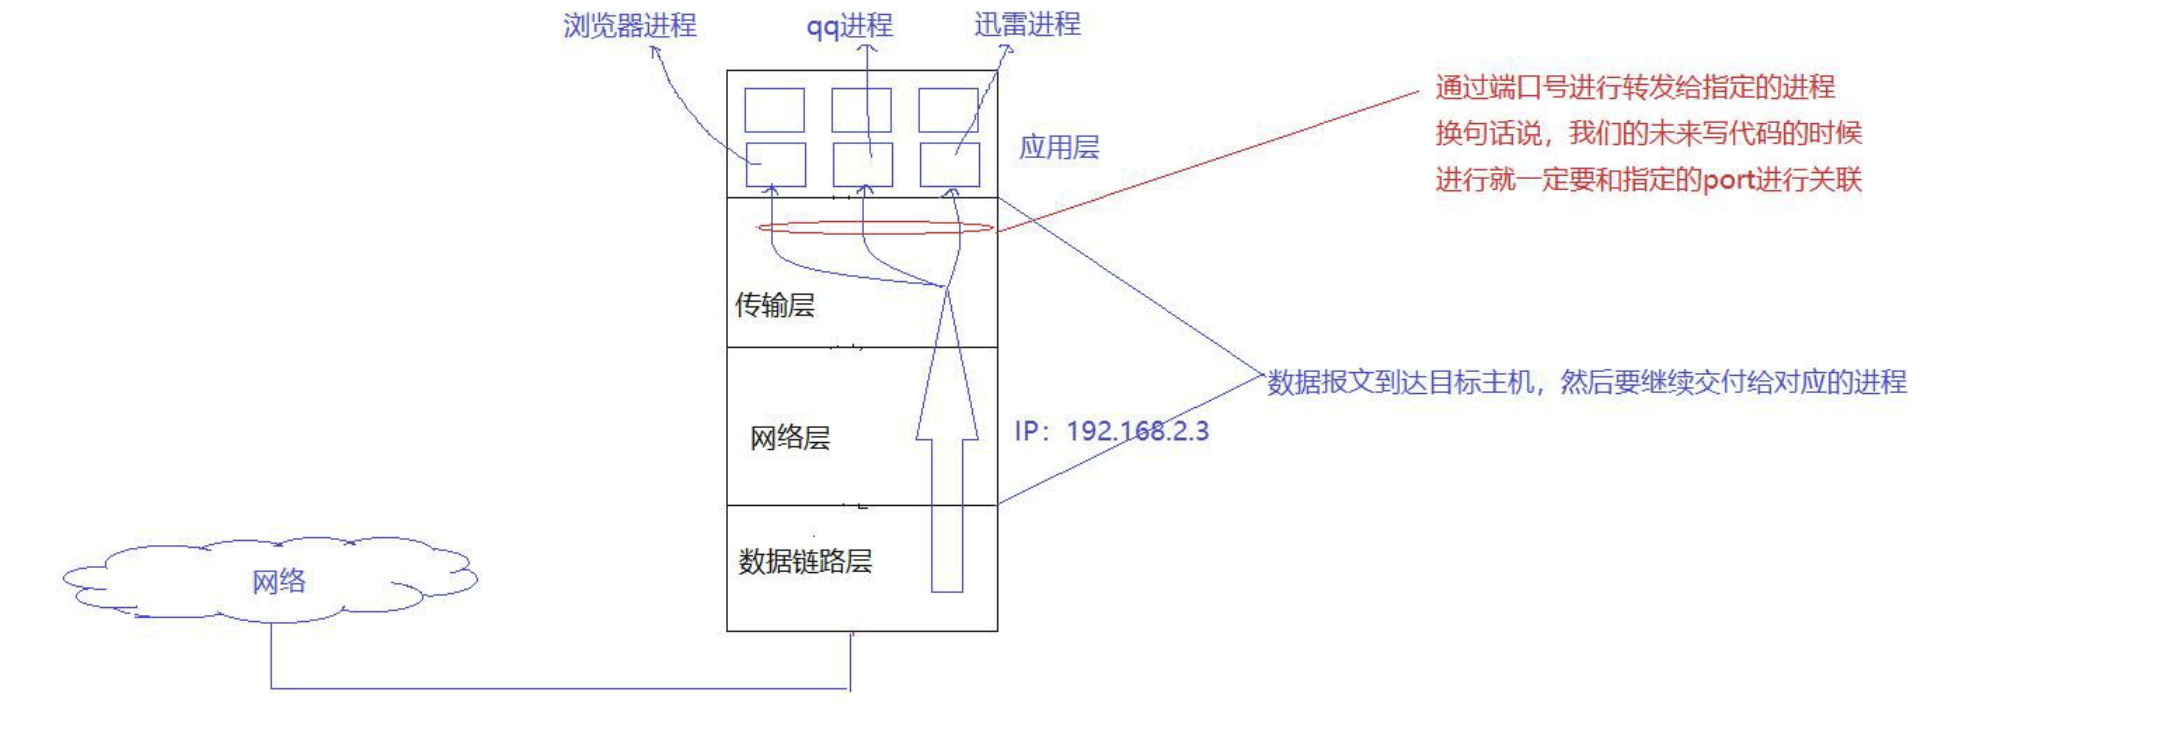 浏览器进程
qq进程
迅雷进程
通过端口号进行转发给指定的进程
换句话说，我们的未来写代码的时候
进行就一定要和指定的port进行关联
应用层
传输层
数据报文到达目标主机，然后要继续交付给对应的进程
网络层
IP：192.168.2.3
数据链路层
网络